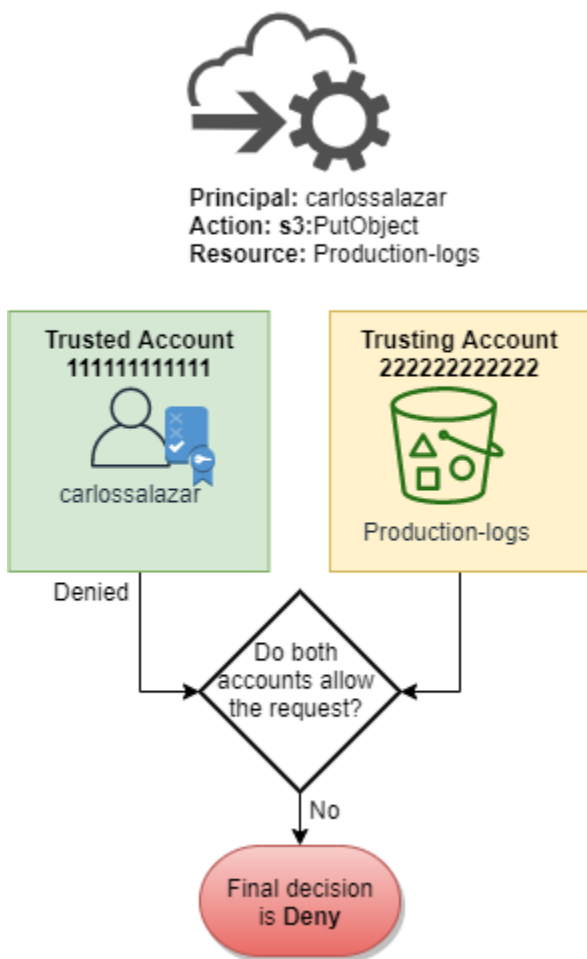 Principal: carlossalazar
Action: s3:PutObject
Resource: Production-logs
Trusted Account
111111111111
carlossalazar
Trusting Account
222222222222
Production-logs
Denied
Do both
accounts allow
the request?
No
Final decision
is Deny